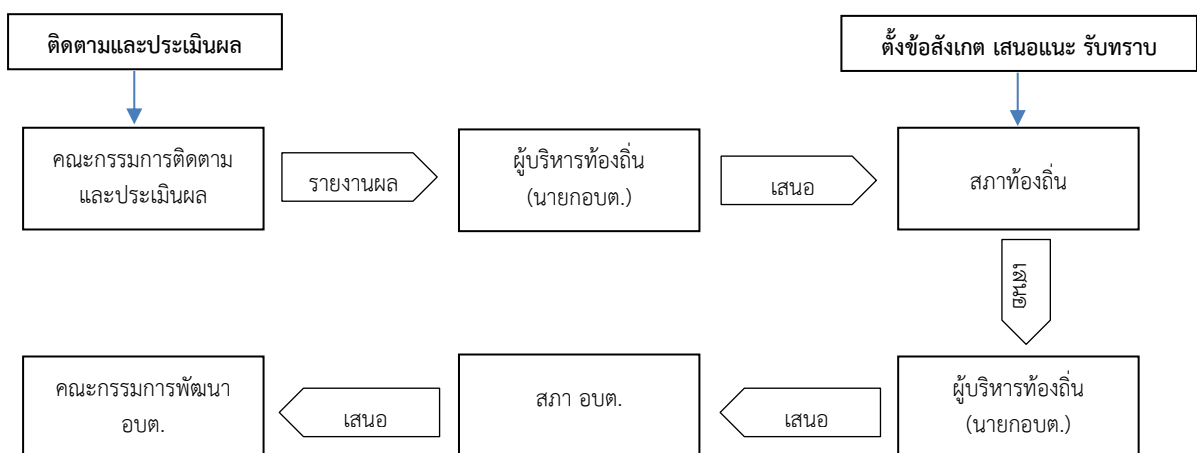 ติดตามและประเมินผล
ตั้งข้อสังเกต เสนอแนะ รับทราบ
คณะกรรมการติดตาม
และประเมินผล
รายงานผล
ผู้บริหารท้องถิ่น
(นายกอบต.)
เสนอ
สภาท้องถิ่น
เสนอ
ผู้บริหารท้องถิ่น
(นายกอบต.)
เสนอ
สภา อบต.
เสนอ
คณะกรรมการพัฒนา
อบต.